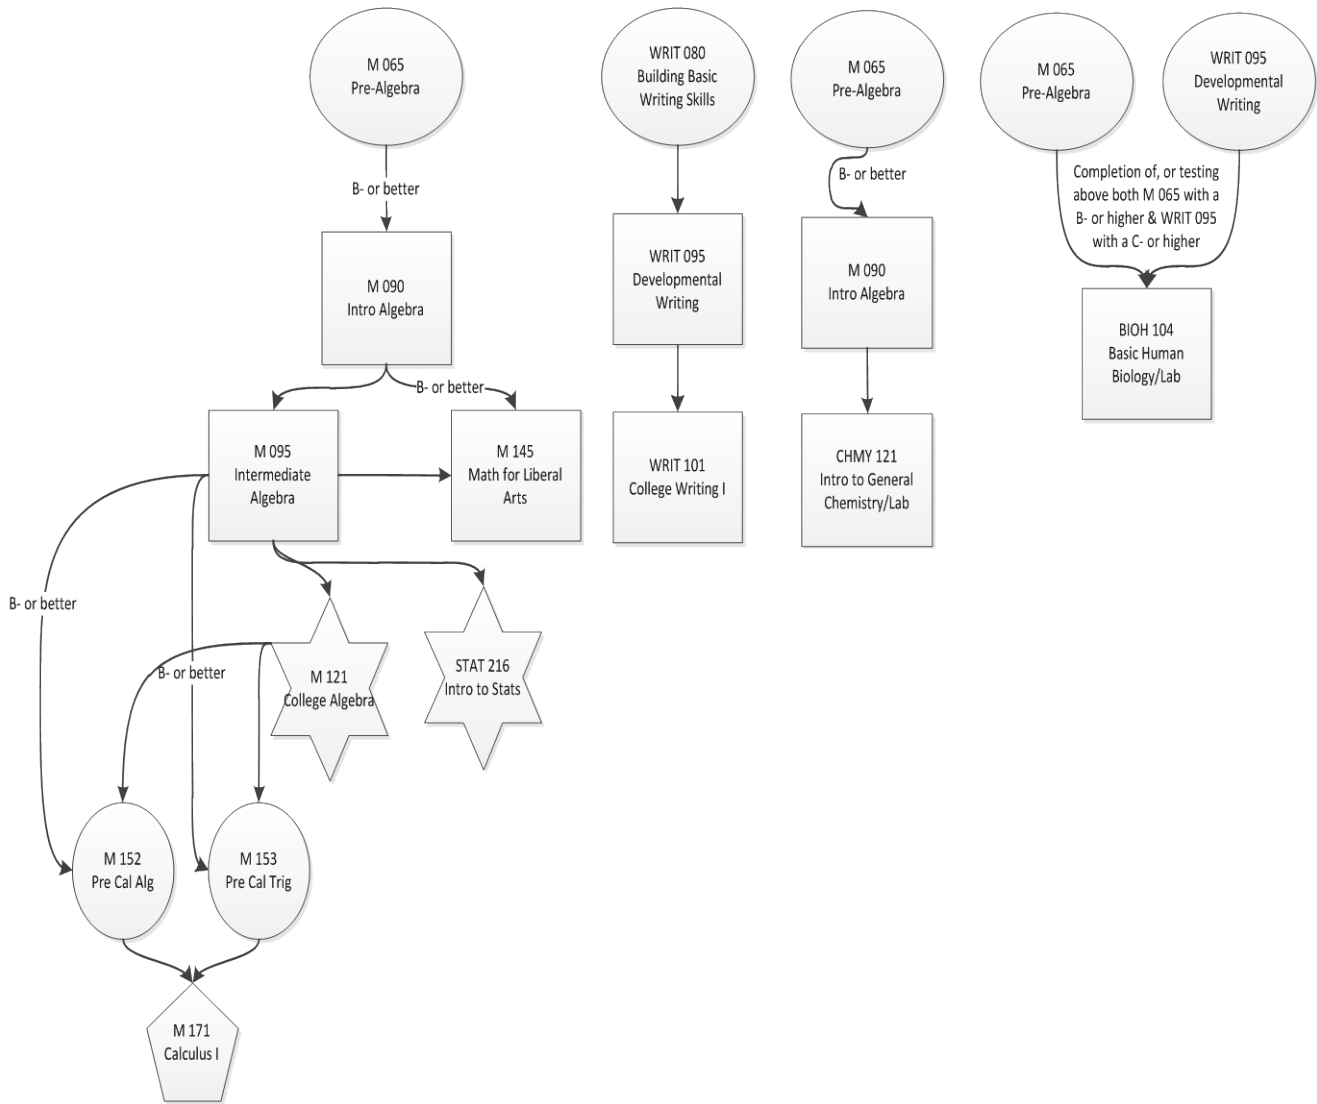 M 065
Pre-Algebra
WRIT 080
Building Basic
Writing Skills
M 065
Pre-Algebra
M 065
Pre-Algebra
WRIT 095
Developmental
Writing
B- or better
B- or better
Completion of, or testing
above both M 065 with a
B- or higher & WRIT 095
with a C- or higher
M 090
Intro Algebra
WRIT 095
Developmental
Writing
M 090
Intro Algebra
BIOH 104
Basic Human
Biology/Lab
B- or better
M 095
Intermediate
Algebra
M 145
Math for Liberal
Arts
WRIT 101
College Writing I
CHMY 121
Intro to General
Chemistry/Lab
B- or better
B- or better
M 121
College Algebra
STAT 216
Intro to Stats
M 152
Pre Cal Alg
M 153
Pre Cal Trig
M 171
Calculus I